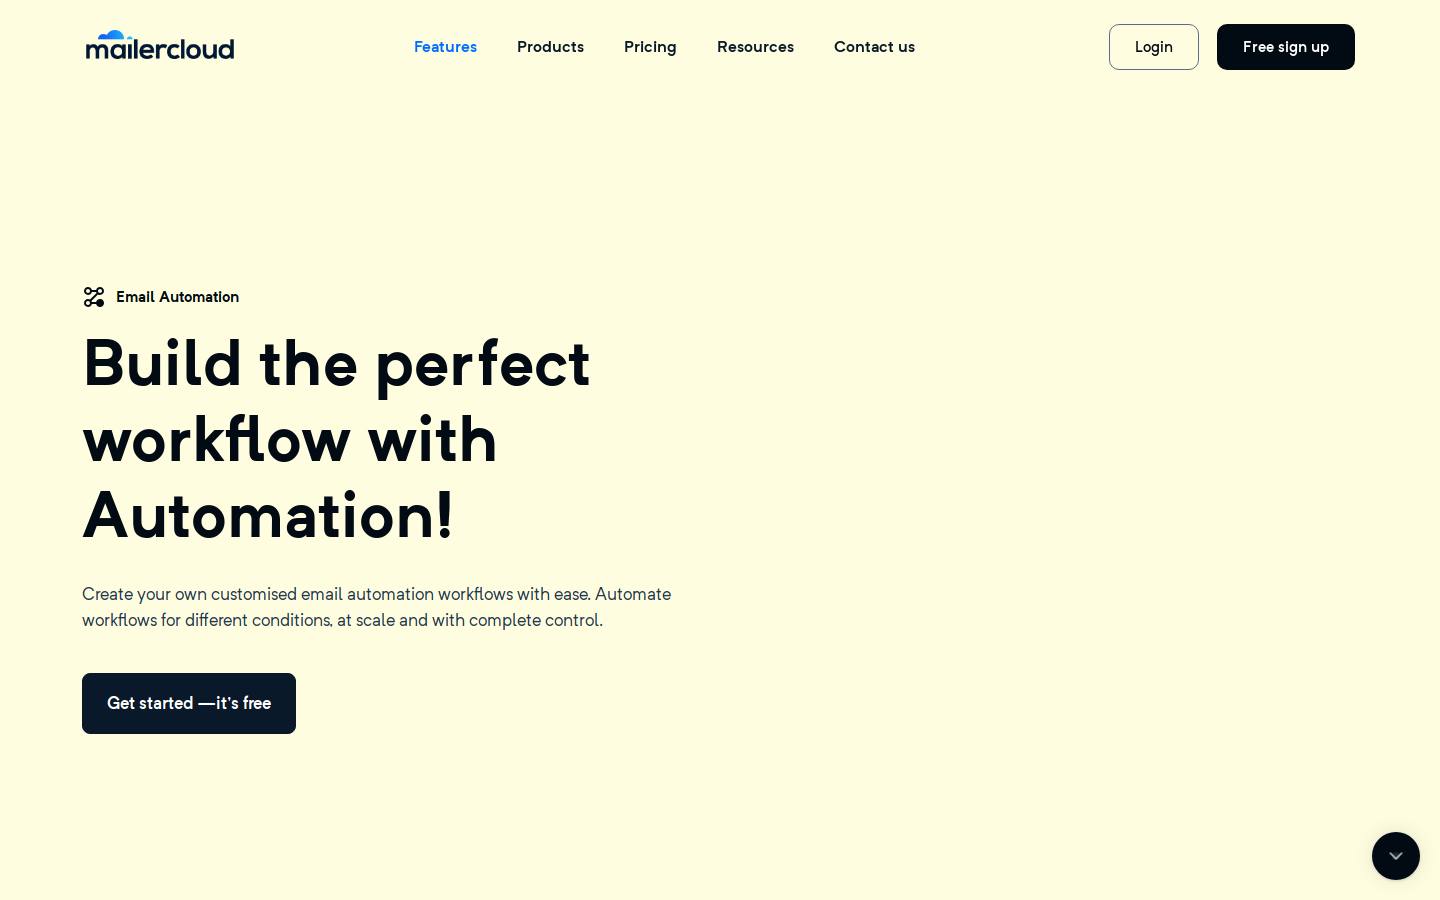 mailercloud
Features
Products
Pricing
Resources
Contact us
Login
Free sign up
Email Automation
Build the perfect
workflow with
Automation!
Create your own customised email automation workflows with ease. Automate
workflows for different conditions, at scale and with complete control.
Get started —it's free